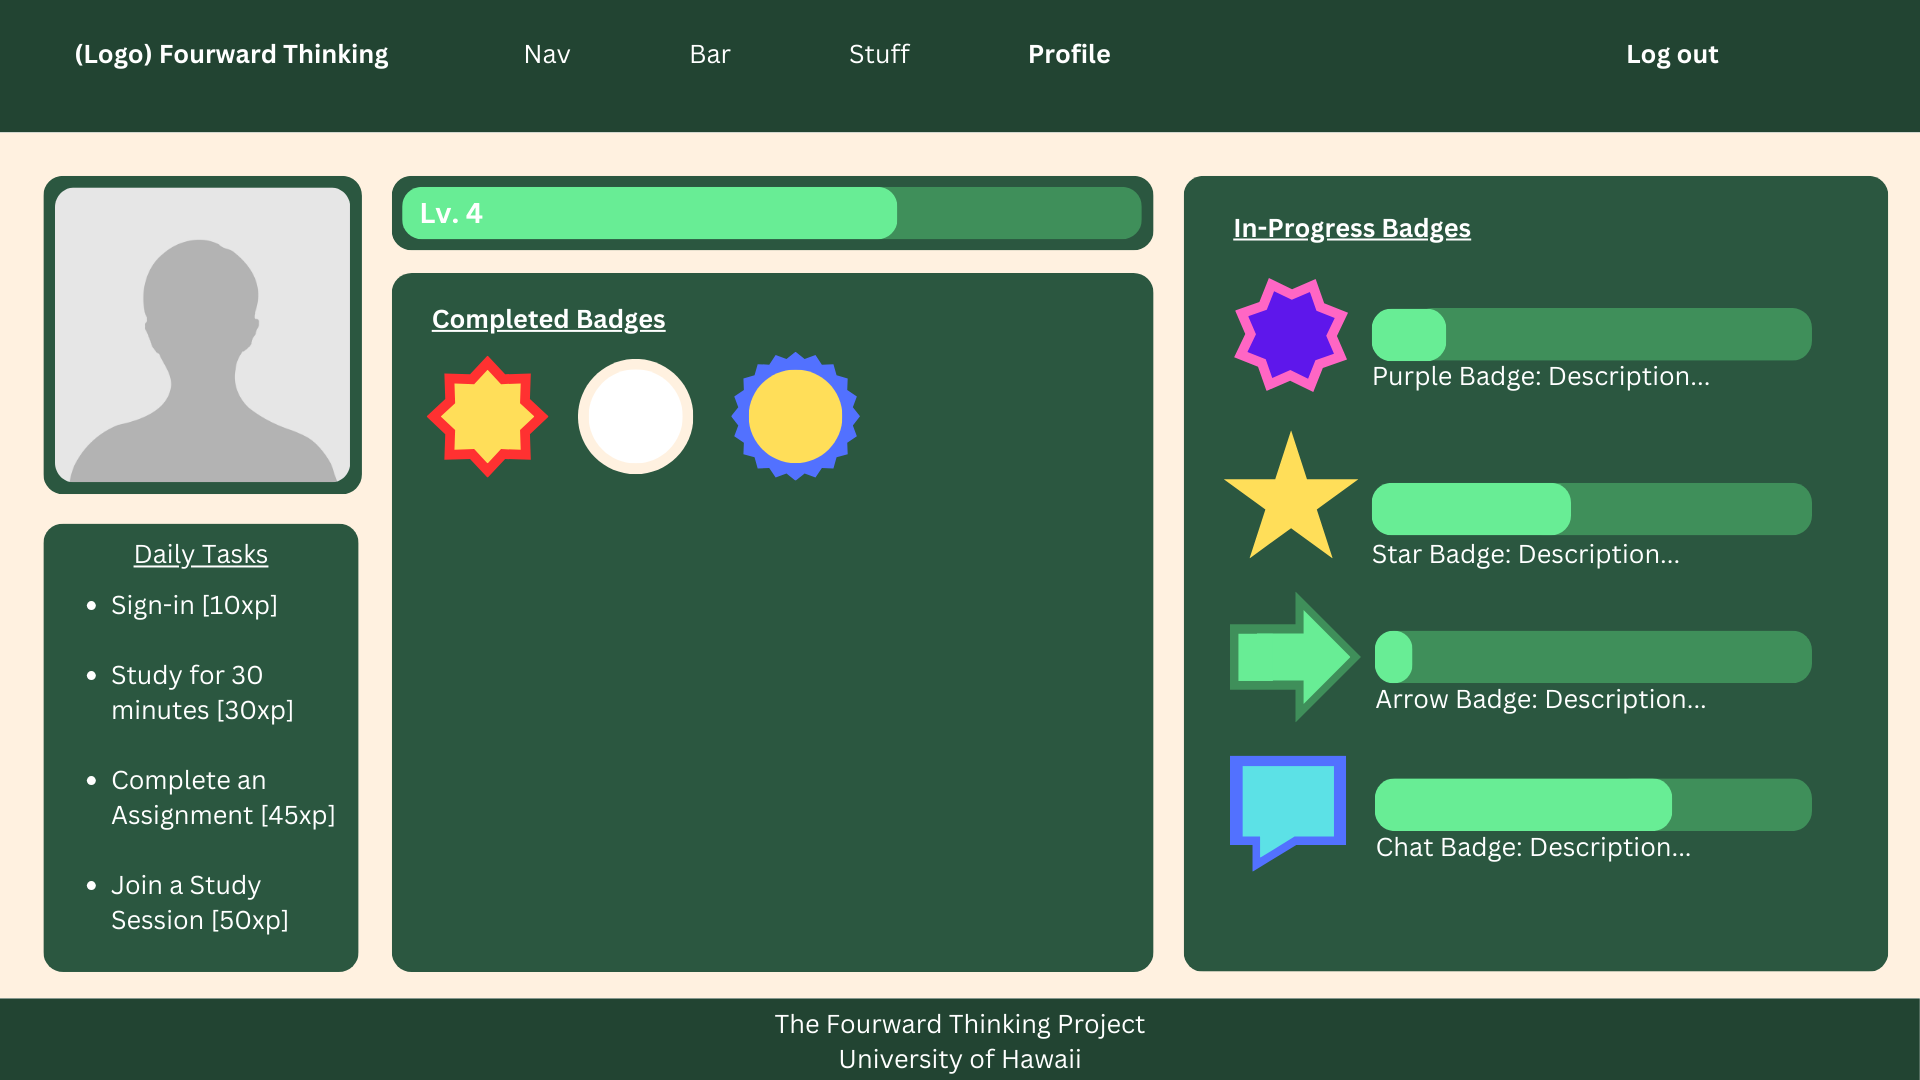 (Logo) Fourward Thinking
Nav
Bar
Stuff
Profile
Log out
Lv. 4
Completed Badges
Daily Tasks
Sign-in [10xp]
Study for 30
minutes [30xp]
Complete an
Assignment [45xp]
Join a Study
Session [50xp]
In-Progress Badges
Purple Badge: Description...
Star Badge: Description...
Arrow Badge: Description...
Chat Badge: Description...
The Fourward Thinking Project
University of Hawaii